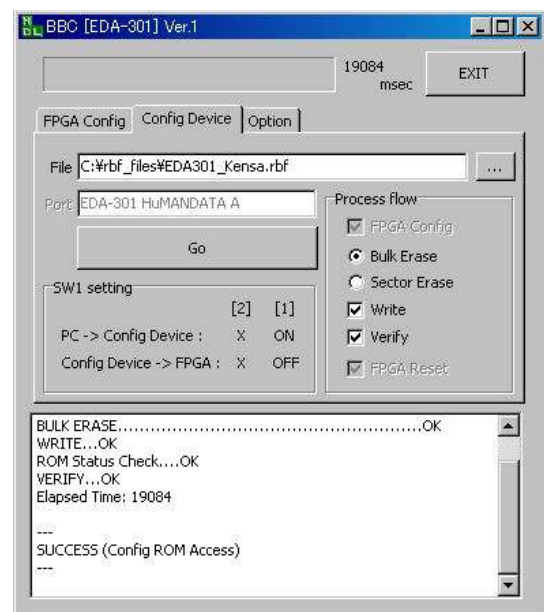 BBC [EDA-301] Ver.1
19084
msec
EXIT
FPGA Config
Config Device
Option
File
C:¥rbf_files¥EDA301_Kensa.rbf
...
Port
EDA-301 HuMANDATA A
Go
Process flow
FPGA Config
Bulk Erase
Sector Erase
Write
Verify
FPGA Reset
SW1 setting
[2] [1]
PC -> Config Device : X ON
Config Device -> FPGA : X OFF
BULK ERASE..........................................................OK
WRITE...OK
ROM Status Check....OK
VERIFY...OK
Elapsed Time: 19084
---
SUCCESS (Config ROM Access)
---